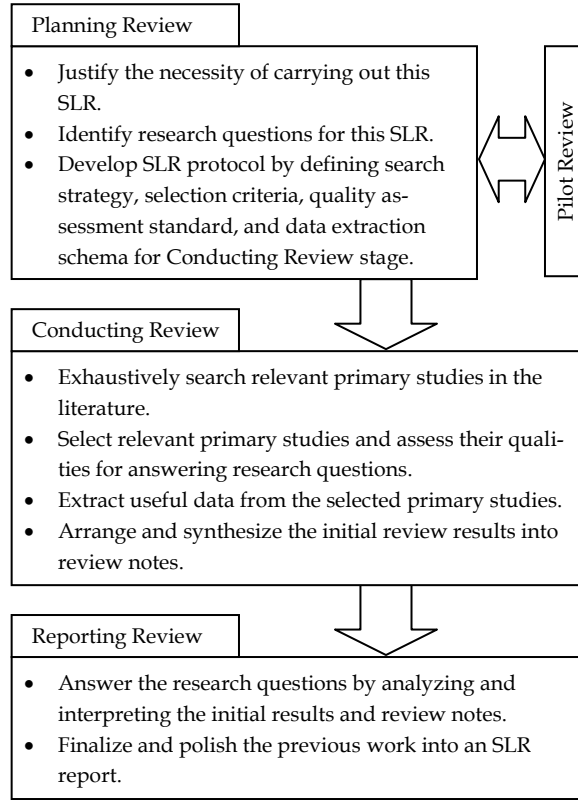 Planning Review
• Justify the necessity of carrying out this
SLR.
• Identify research questions for this SLR.
• Develop SLR protocol by defining search
strategy, selection criteria, quality as-
sessment standard, and data extraction
schema for Conducting Review stage.
Pilot Review
Conducting Review
• Exhaustively search relevant primary studies in the
literature.
• Select relevant primary studies and assess their quali-
ties for answering research questions.
• Extract useful data from the selected primary studies.
• Arrange and synthesize the initial review results into
review notes.
Reporting Review
• Answer the research questions by analyzing and
interpreting the initial results and review notes.
• Finalize and polish the previous work into an SLR
report.